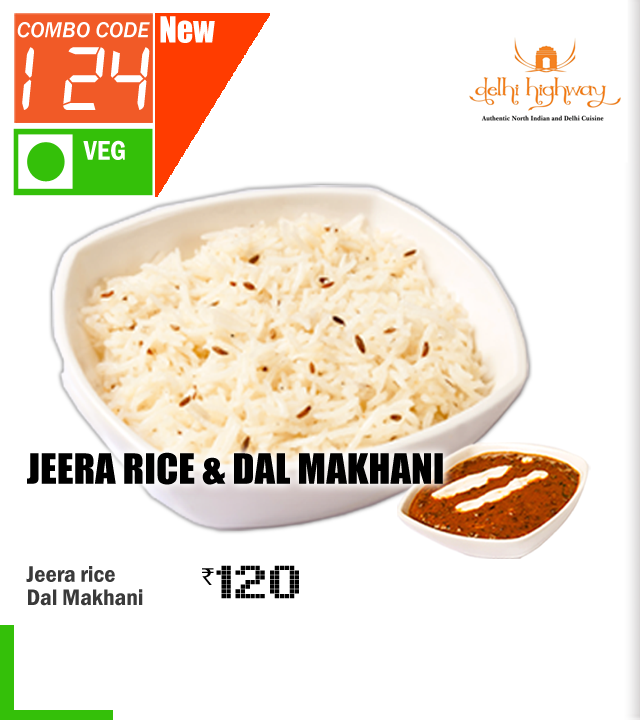 COMBO CODE
124
New
VEG
delhi highway
Authentic North Indian and Delhi Cuisine
JEERA RICE & DAL MAKHANI
Jeera rice
Dal Makhani
₹120